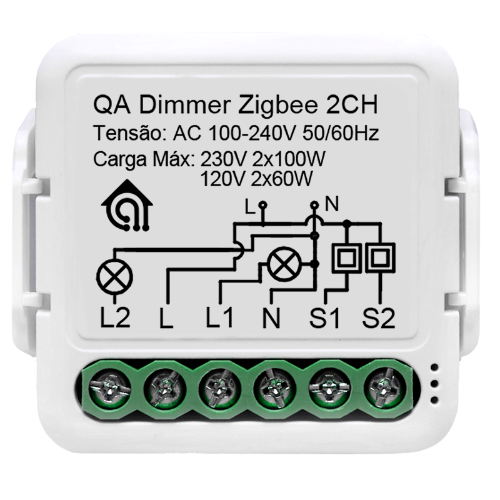 QA Dimmer Zigbee 2CH
Tensão: AC 100-240V 50/60Hz
Carga Máx: 230V 2x100W
120V 2x60W
L N
L2 L L1 N S1 S2